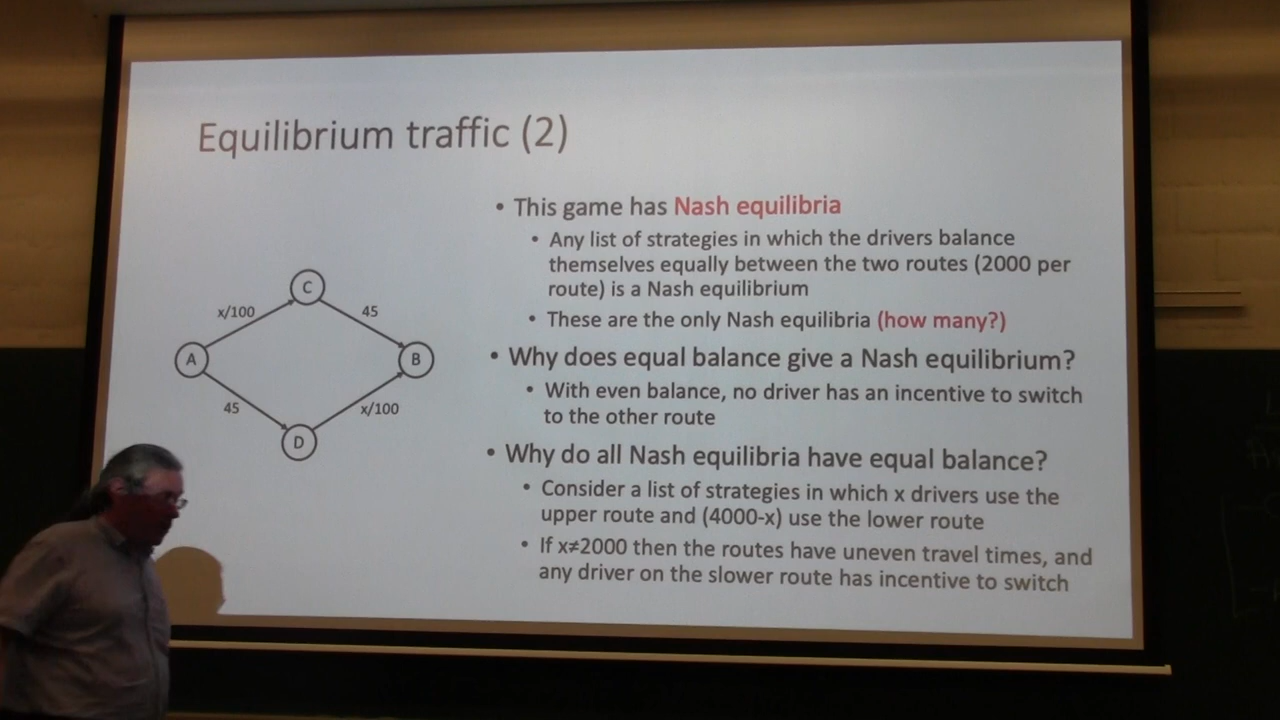 Equilibrium traffic (2)
• This game has Nash equilibria
• Any list of strategies in which the drivers balance
themselves equally between the two routes (2000 per
route) is a Nash equilibrium
• These are the only Nash equilibria (how many?)
• Why does equal balance give a Nash equilibrium?
• With even balance, no driver has an incentive to switch
to the other route
• Why do all Nash equilibria have equal balance?
• Consider a list of strategies in which x drivers use the
upper route and (4000-x) use the lower route
• If x≠2000 then the routes have uneven travel times, and
any driver on the slower route has incentive to switch
C
x/100
45
A
B
45
x/100
D